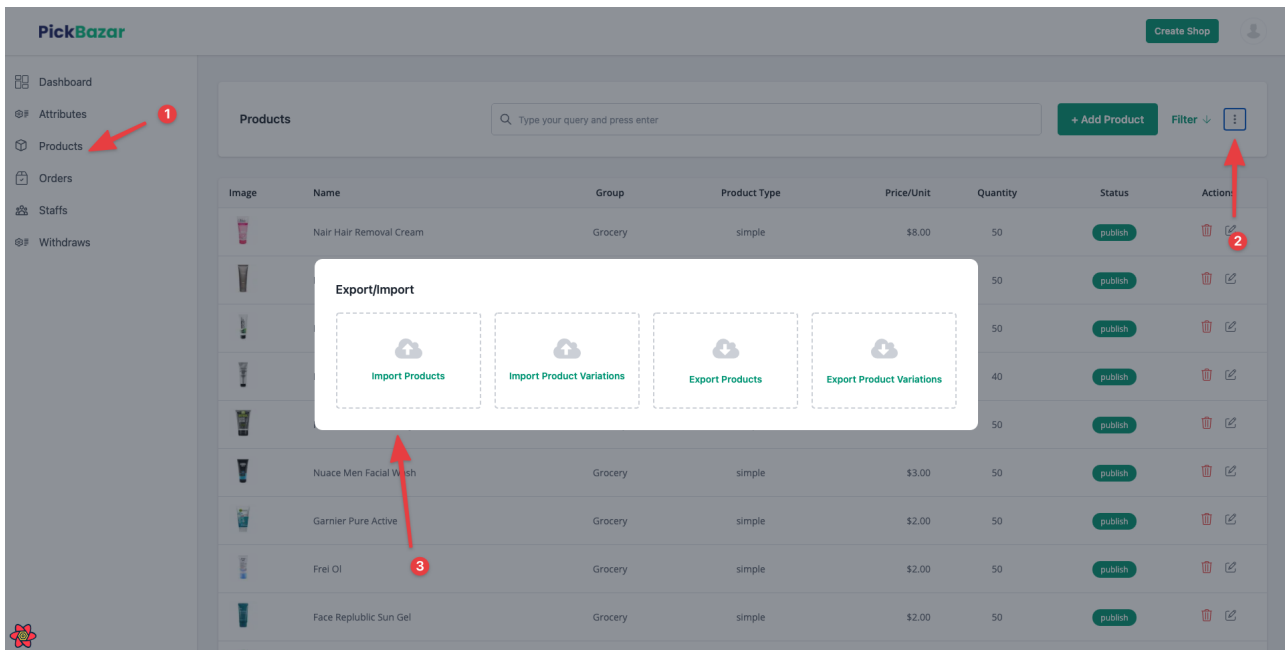 PickBazar
Create Shop
Dashboard
Attributes
1
Products
Orders
Staffs
Withdraws
Products
Type your query and press enter
+ Add Product
Filter
2
Image Name Group Product Type Price/Unit Quantity Status Actions
Nair Hair Removal Cream Grocery simple $8.00 50 publish
50 publish
50 publish
40 publish
50 publish
Export/Import
Import Products
Import Product Variations
Export Products
Export Product Variations
Nuace Men Facial Wash Grocery simple $3.00 50 publish
Garnier Pure Active Grocery simple $2.00 50 publish
3
Frei Ol Grocery simple $2.00 50 publish
Face Replublic Sun Gel Grocery simple $2.00 50 publish